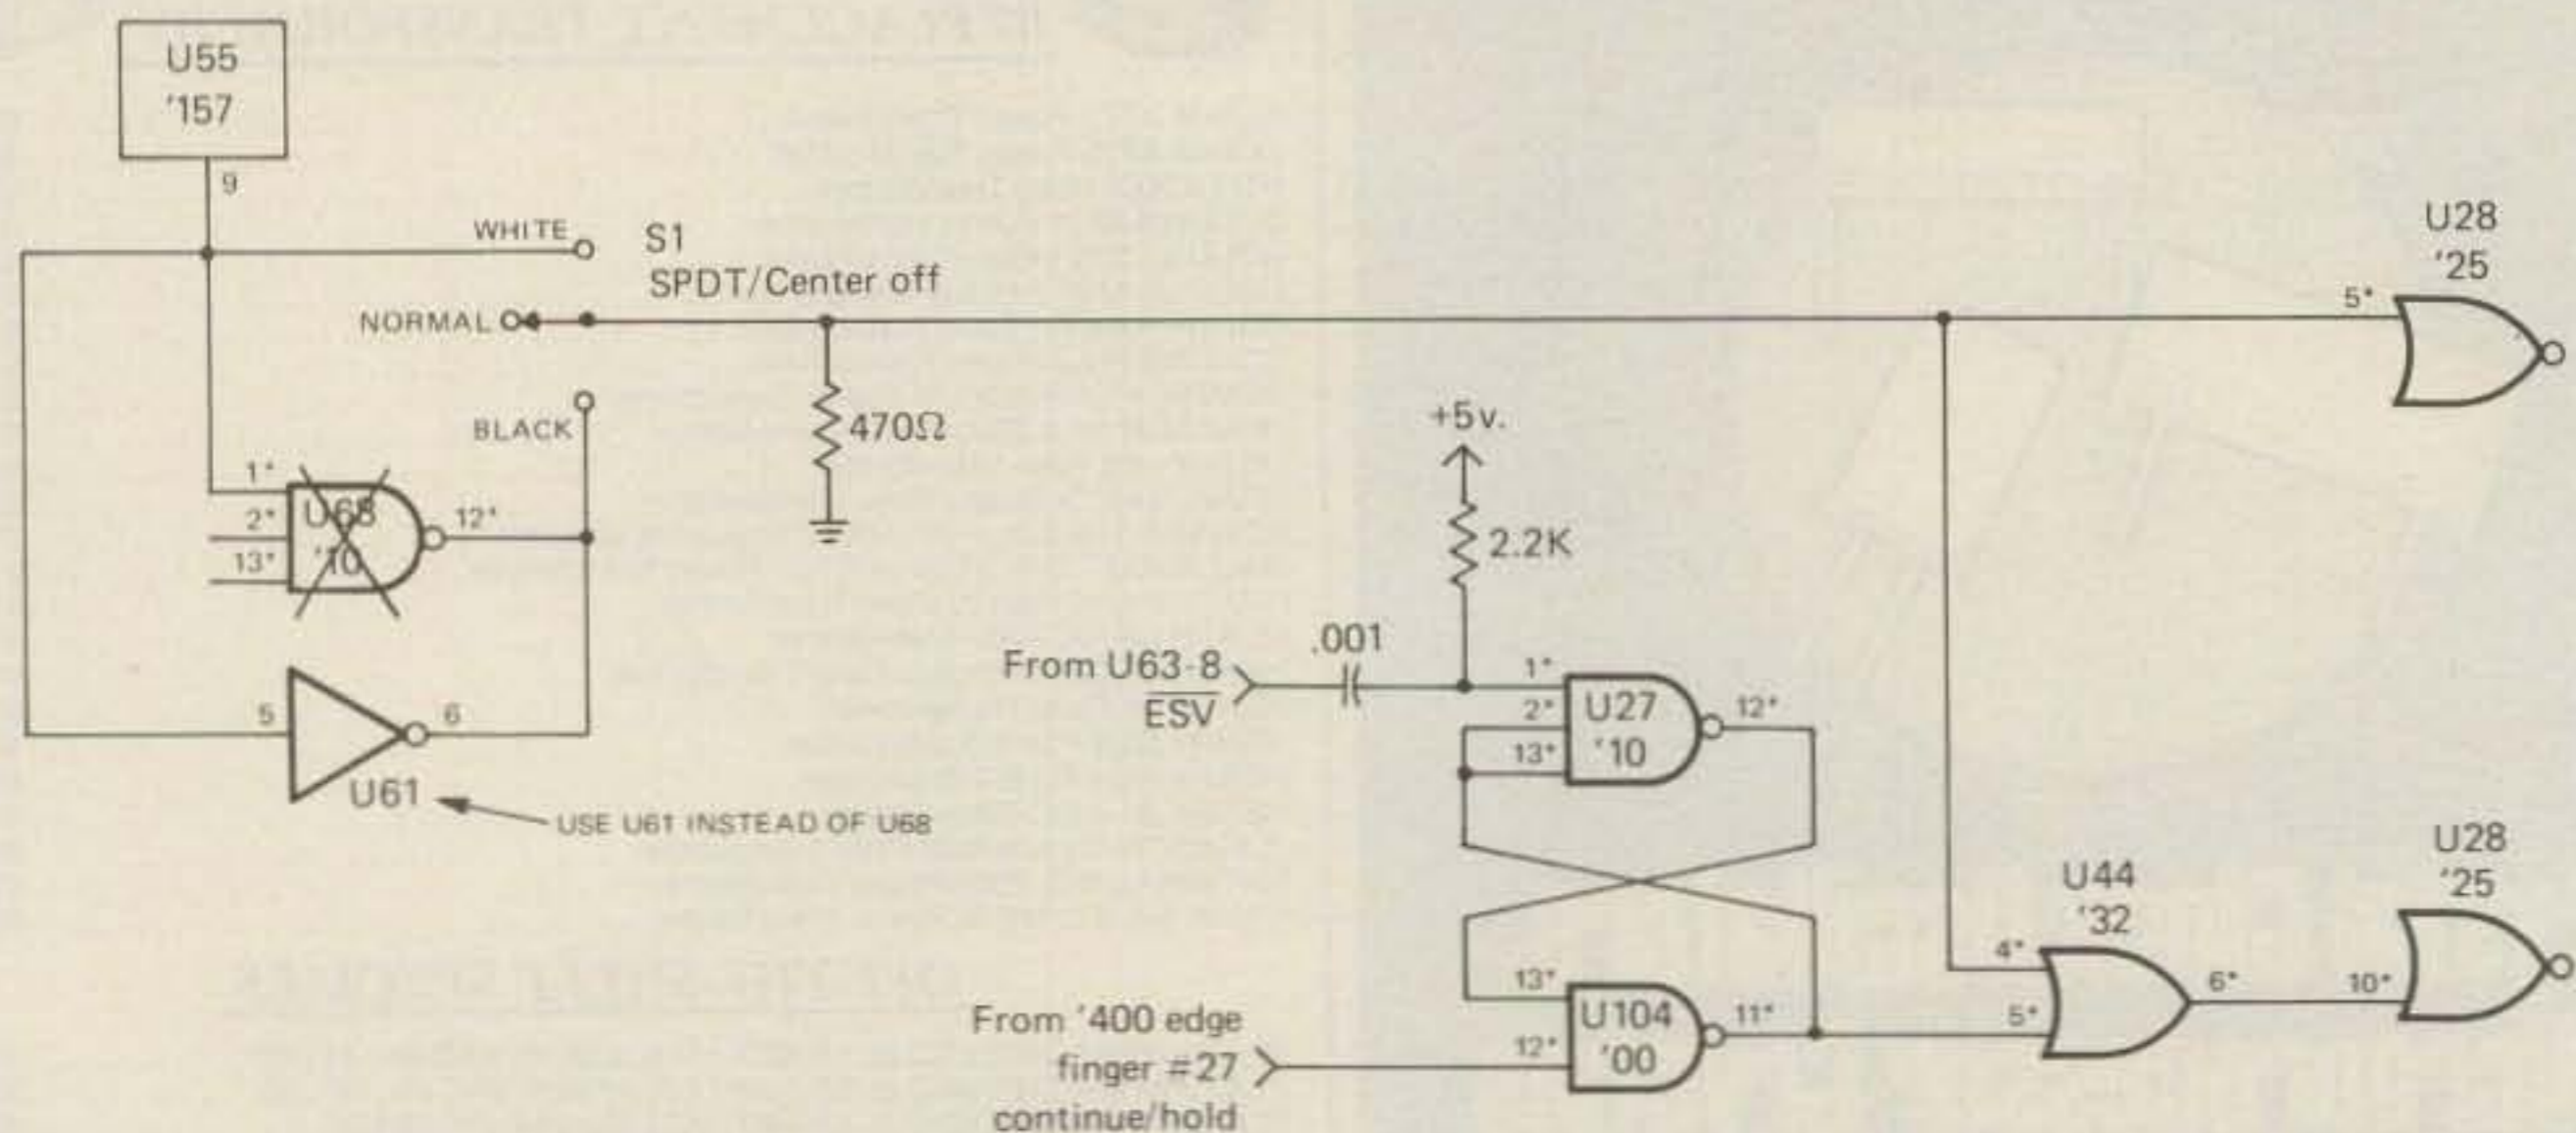 U55
'157
9
WHITE
S1
SPDT/Center off
NORMAL
BLACK
470Ω
1*
2*
13*
U68
'10
12*
5
6
U61
USE U61 INSTEAD OF U68
+5v.
2.2K
.001
From U63-8
ESV
1*
2*
13*
U27
'10
12*
13*
12*
U104
'00
11*
From '400 edge
finger #27
continue/hold
U28
'25
5*
U44
'32
4*
5*
6*
U28
'25
10*